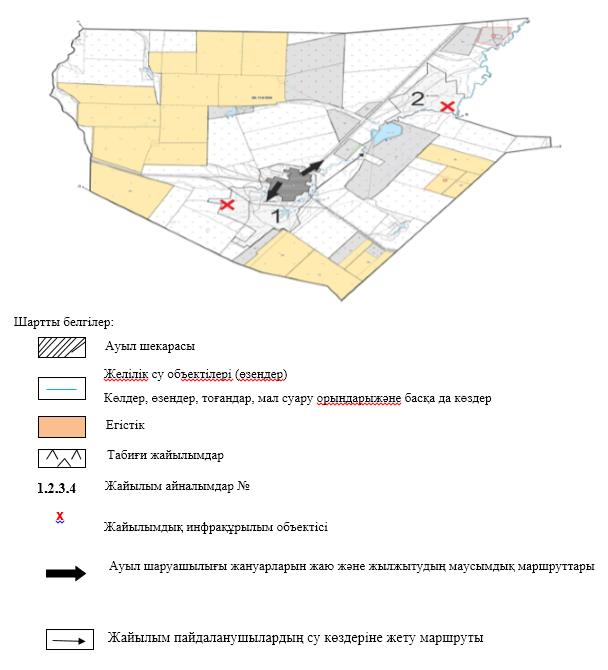 2
1
Шартты белгілер:
Ауыл шекарасы
Желілік су объектілері (өзендер)
Көлдер, өзендер, тоғандар, мал суару орындарыжәне басқа да көздер
Егістік
Табиғи жайылымдар
1.2.3.4 Жайылым айналымдар №
x Жайылымдық инфрақұрылым объектісі
Ауыл шаруашылығы жануарларын жаю және жылжытудың маусымдық маршруттары
Жайылым пайдаланушылардың су көздеріне жету маршруты